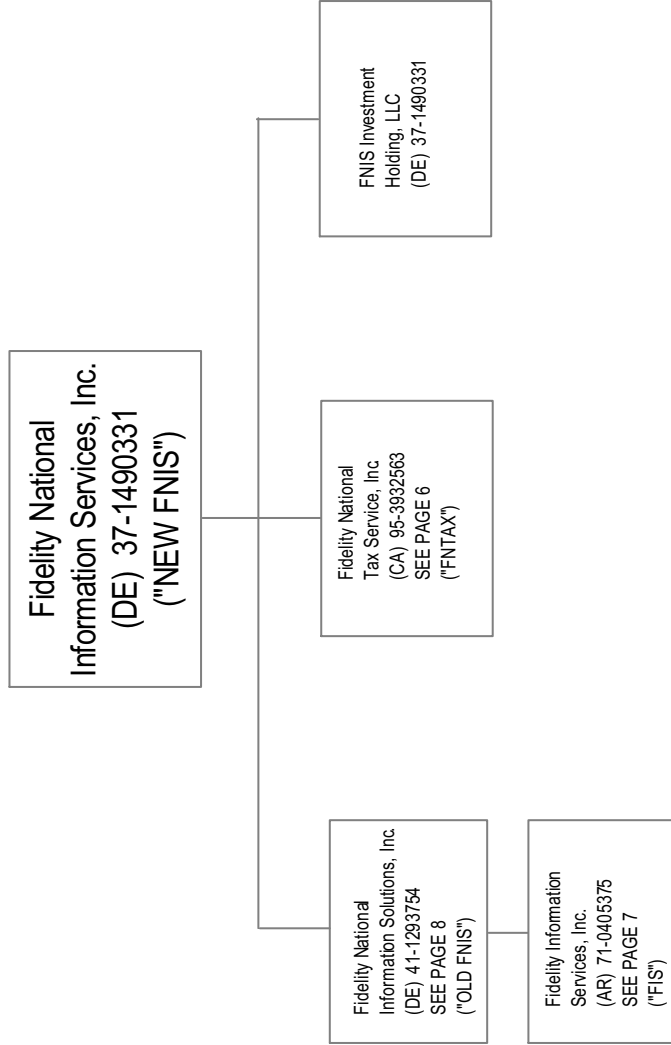 Fidelity National
Information Services, Inc.
(DE) 37-1490331
("NEW FNIS")
Fidelity National
Information Solutions, Inc.
(DE) 41-1293754
SEE PAGE 8
("OLD FNIS")
Fidelity National
Tax Service, Inc.
(CA) 95-3932563
SEE PAGE 6
("FNTAX")
FNIS Investment
Holding, LLC
(DE) 37-1490331
Fidelity Information
Services, Inc.
(AR) 71-0405375
SEE PAGE 7
("FIS")